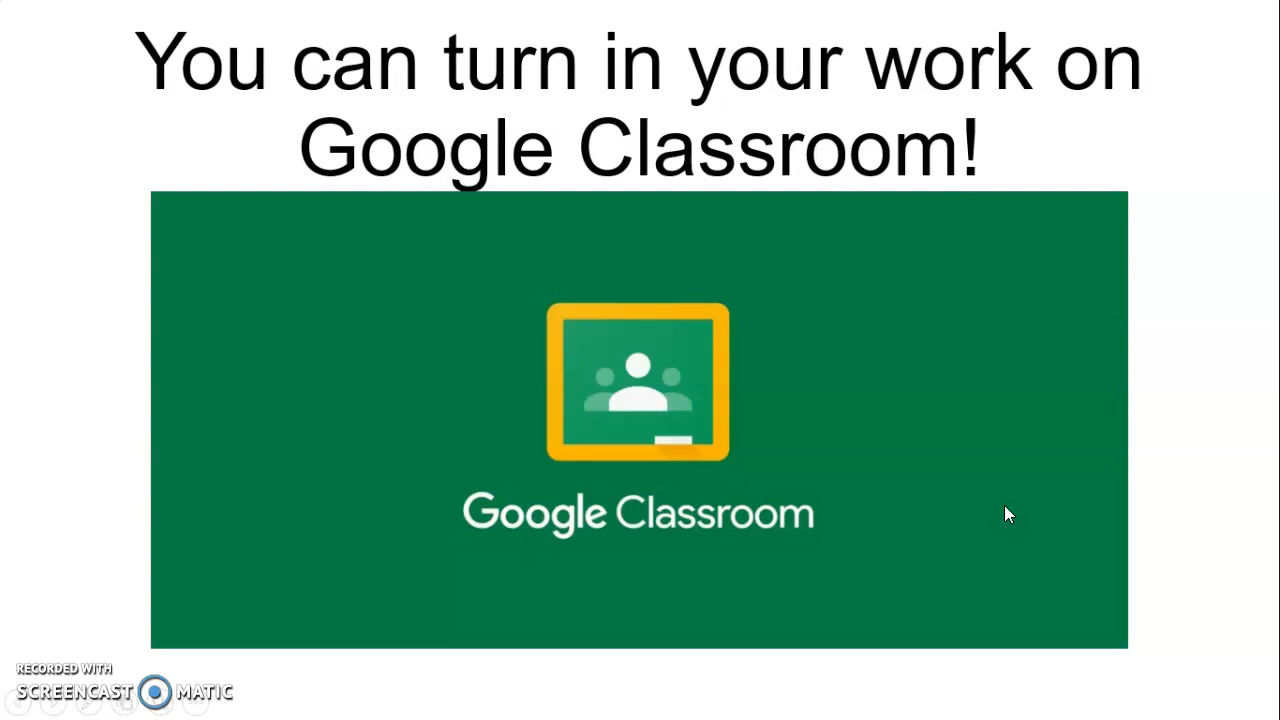 You can turn in your work on
Google Classroom!
Google Classroom
RECORDED WITH
SCREENCAST MATIC